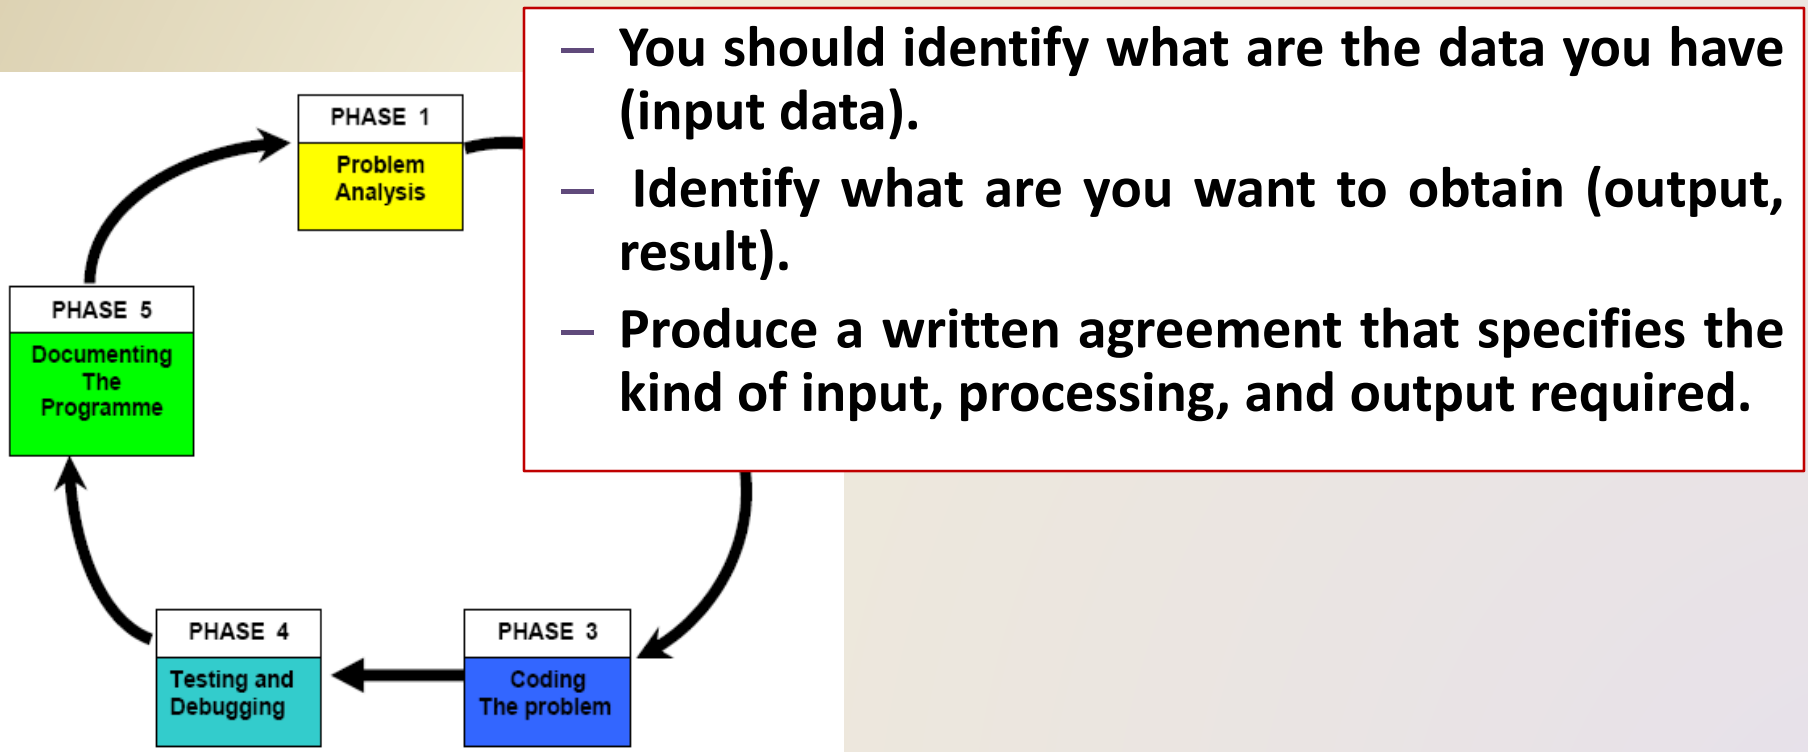 – You should identify what are the data you have
(input data).
– Identify what are you want to obtain (output,
result).
– Produce a written agreement that specifies the
kind of input, processing, and output required.
PHASE 1
Problem
Analysis
PHASE 5
Documenting
The
Programme
PHASE 4
Testing and
Debugging
PHASE 3
Coding
The problem